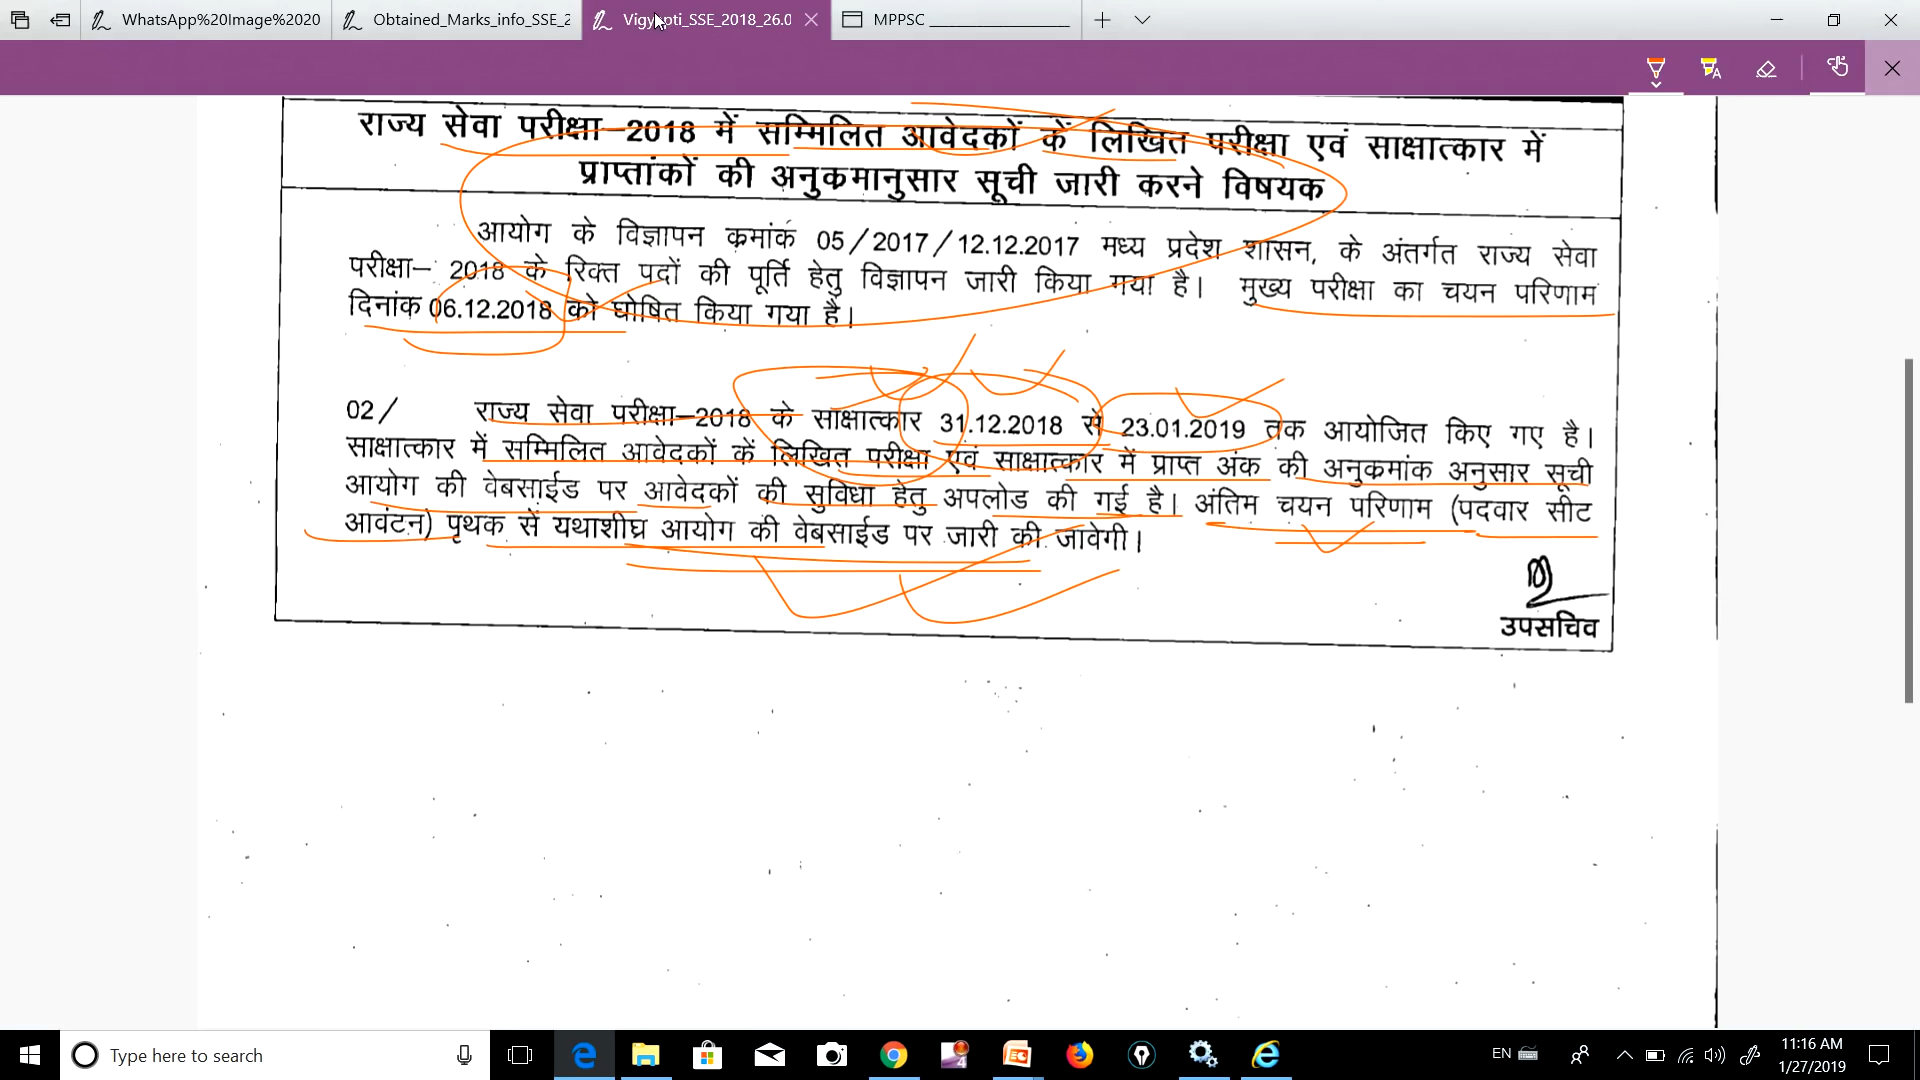 WhatsApp%20Image%2020
Obtained_Marks_info_SSE_2
Vigyapti_SSE_2018_26.0
MPPSC ____________________
राज्य सेवा परीक्षा–2018 में सम्मिलित आवेदकों कें लिखित परीक्षा एवं साक्षात्कार में
प्राप्तांकों की अनुकमानुसार सूची जारी करने विषयक
आयोग के विज्ञापन क्रमांक 05/2017/12.12.2017 मध्य प्रदेश शासन, के अंतर्गत राज्य सेवा
परीक्षा– 2018 के रिक्त पदों की पूर्ति हेतु विज्ञापन जारी किया गया है। मुख्य परीक्षा का चयन परिणाम
दिनांक 06.12.2018 को घोषित किया गया है।
02/ राज्य सेवा परीक्षा–2018 के साक्षात्कार 31.12.2018 से 23.01.2019 तक आयोजित किए गए है।
साक्षात्कार में सम्मिलित आवेदकों कें लिखित परीक्षा एवं साक्षात्कार में प्राप्त अंक की अनुक्रमांक अनुसार सूची
आयोग की वेबसाईड पर आवेदकों की सुविधा हेतु अपलोड की गई है। अंतिम चयन परिणाम (पदवार सीट
आवंटन) पृथक सें यथाशीघ्र आयोग की वेबसाईड पर जारी की जावेगी।
उपसचिव
Type here to search
EN
11:16 AM
1/27/2019